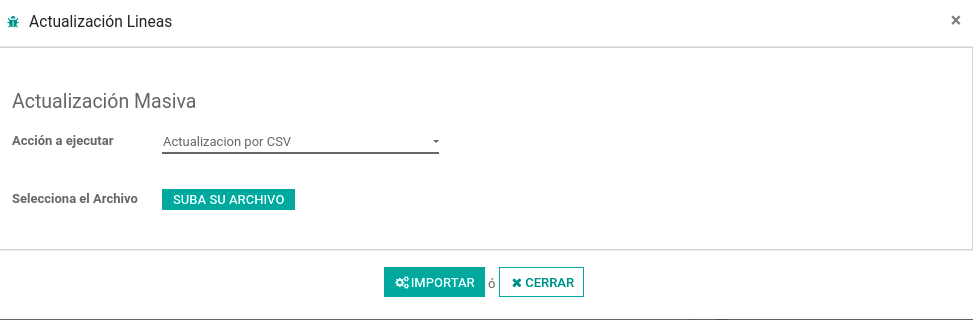 Actualización Lineas ×
Actualización Masiva
Acción a ejecutar Actualizacion por CSV
Selecciona el Archivo SUBA SU ARCHIVO
IMPORTAR ó CERRAR